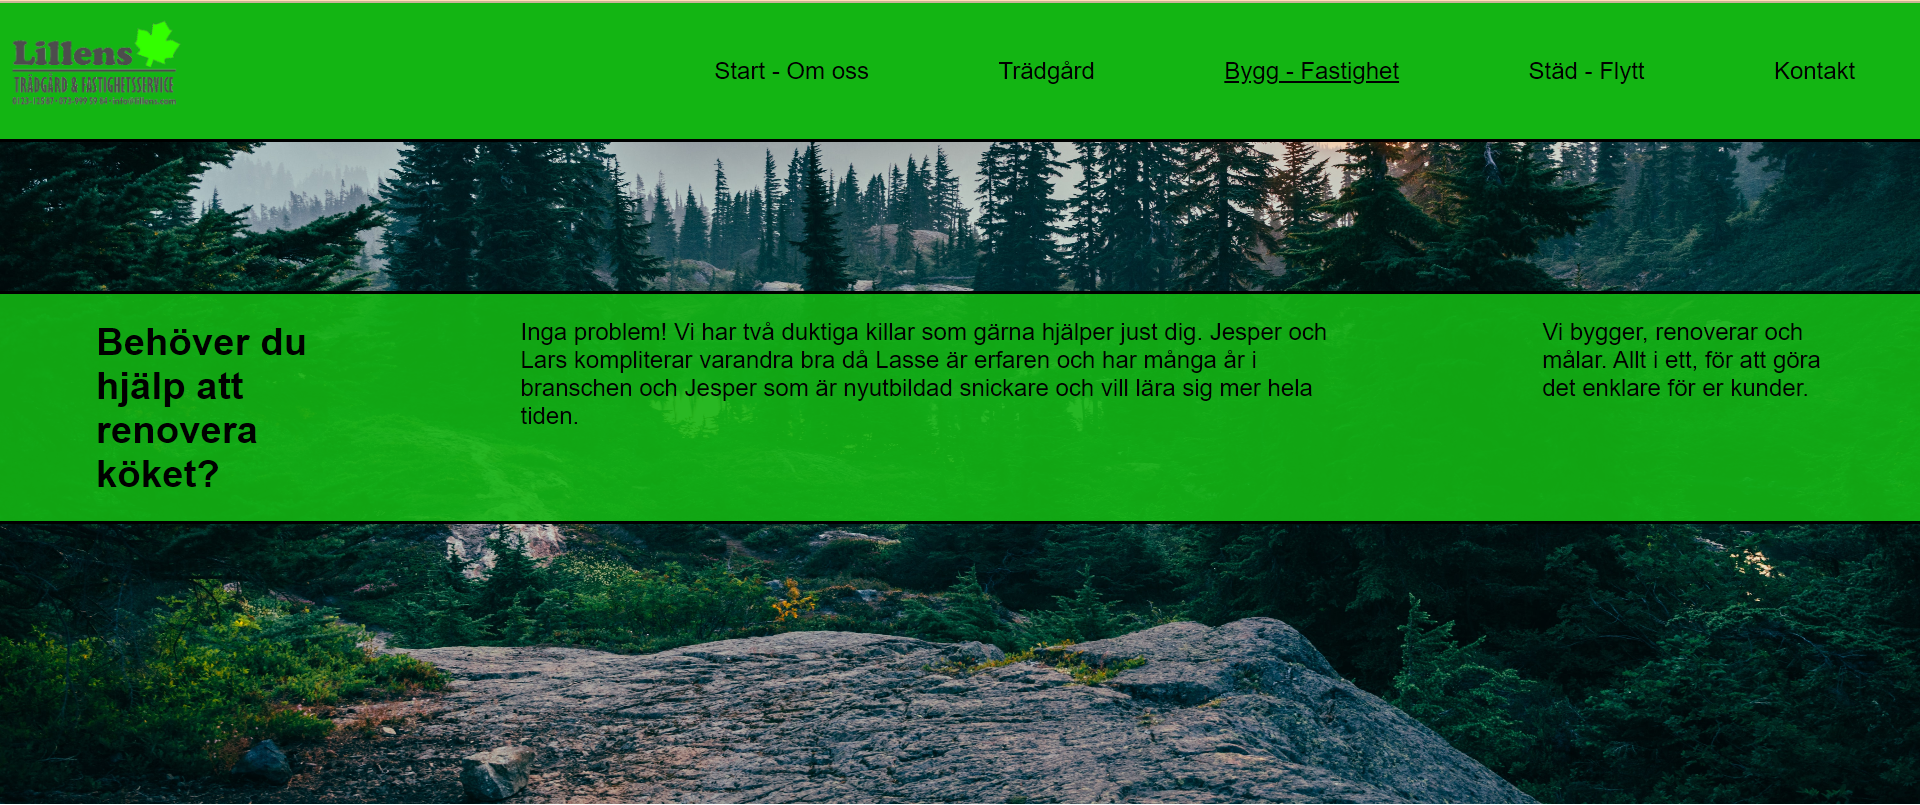 Lillens
TRÄDGÅRD & FASTIGHETSSERVICE
Start - Om oss
Trädgård
Bygg - Fastighet
Städ - Flytt
Kontakt
Behöver du
hjälp att
renovera
köket?
Inga problem! Vi har två duktiga killar som gärna hjälper just dig. Jesper och
Lars kompliterar varandra bra då Lasse är erfaren och har många år i
branschen och Jesper som är nyutbildad snickare och vill lära sig mer hela
tiden.
Vi bygger, renoverar och
målar. Allt i ett, för att göra
det enklare för er kunder.